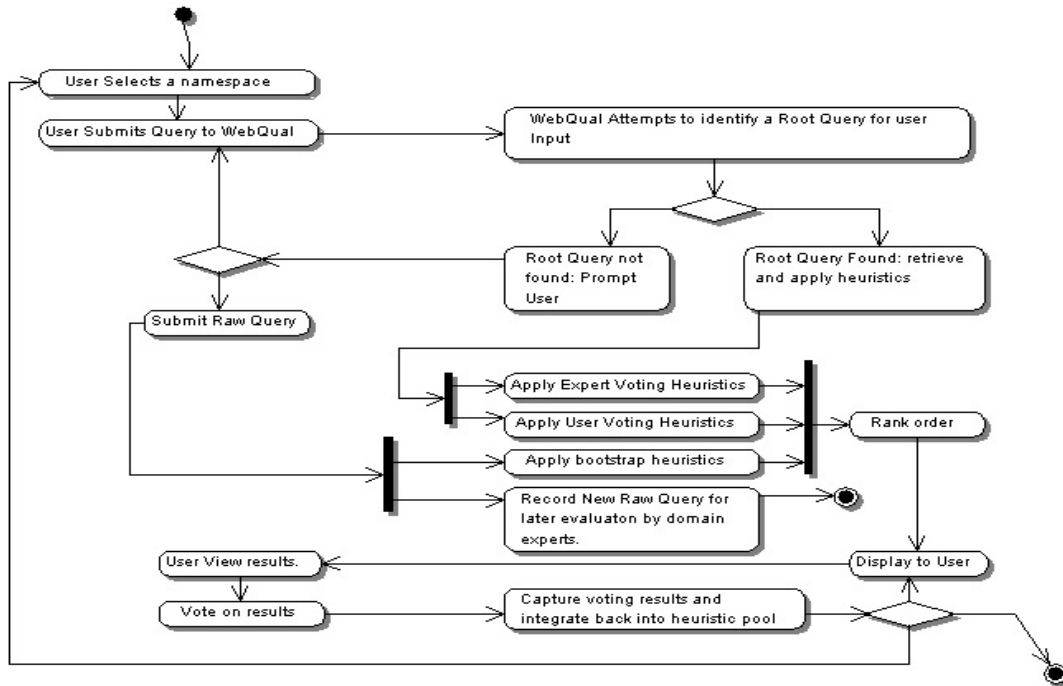 User Selects a namespace
User Submits Query to WebQual
WebQual Attempts to identify a Root Query for user
Input
Root Query not
found: Prompt
User
Root Query Found: retrieve
and apply heuristics
Submit Raw Query
Apply Expert Voting Heuristics
Apply User Voting Heuristics
Rank order
Apply bootstrap heuristics
Record New Raw Query for
later evaluaton by domain
experts.
User View results.
Display to User
Vote on results
Capture voting results and
integrate back into heuristic pool